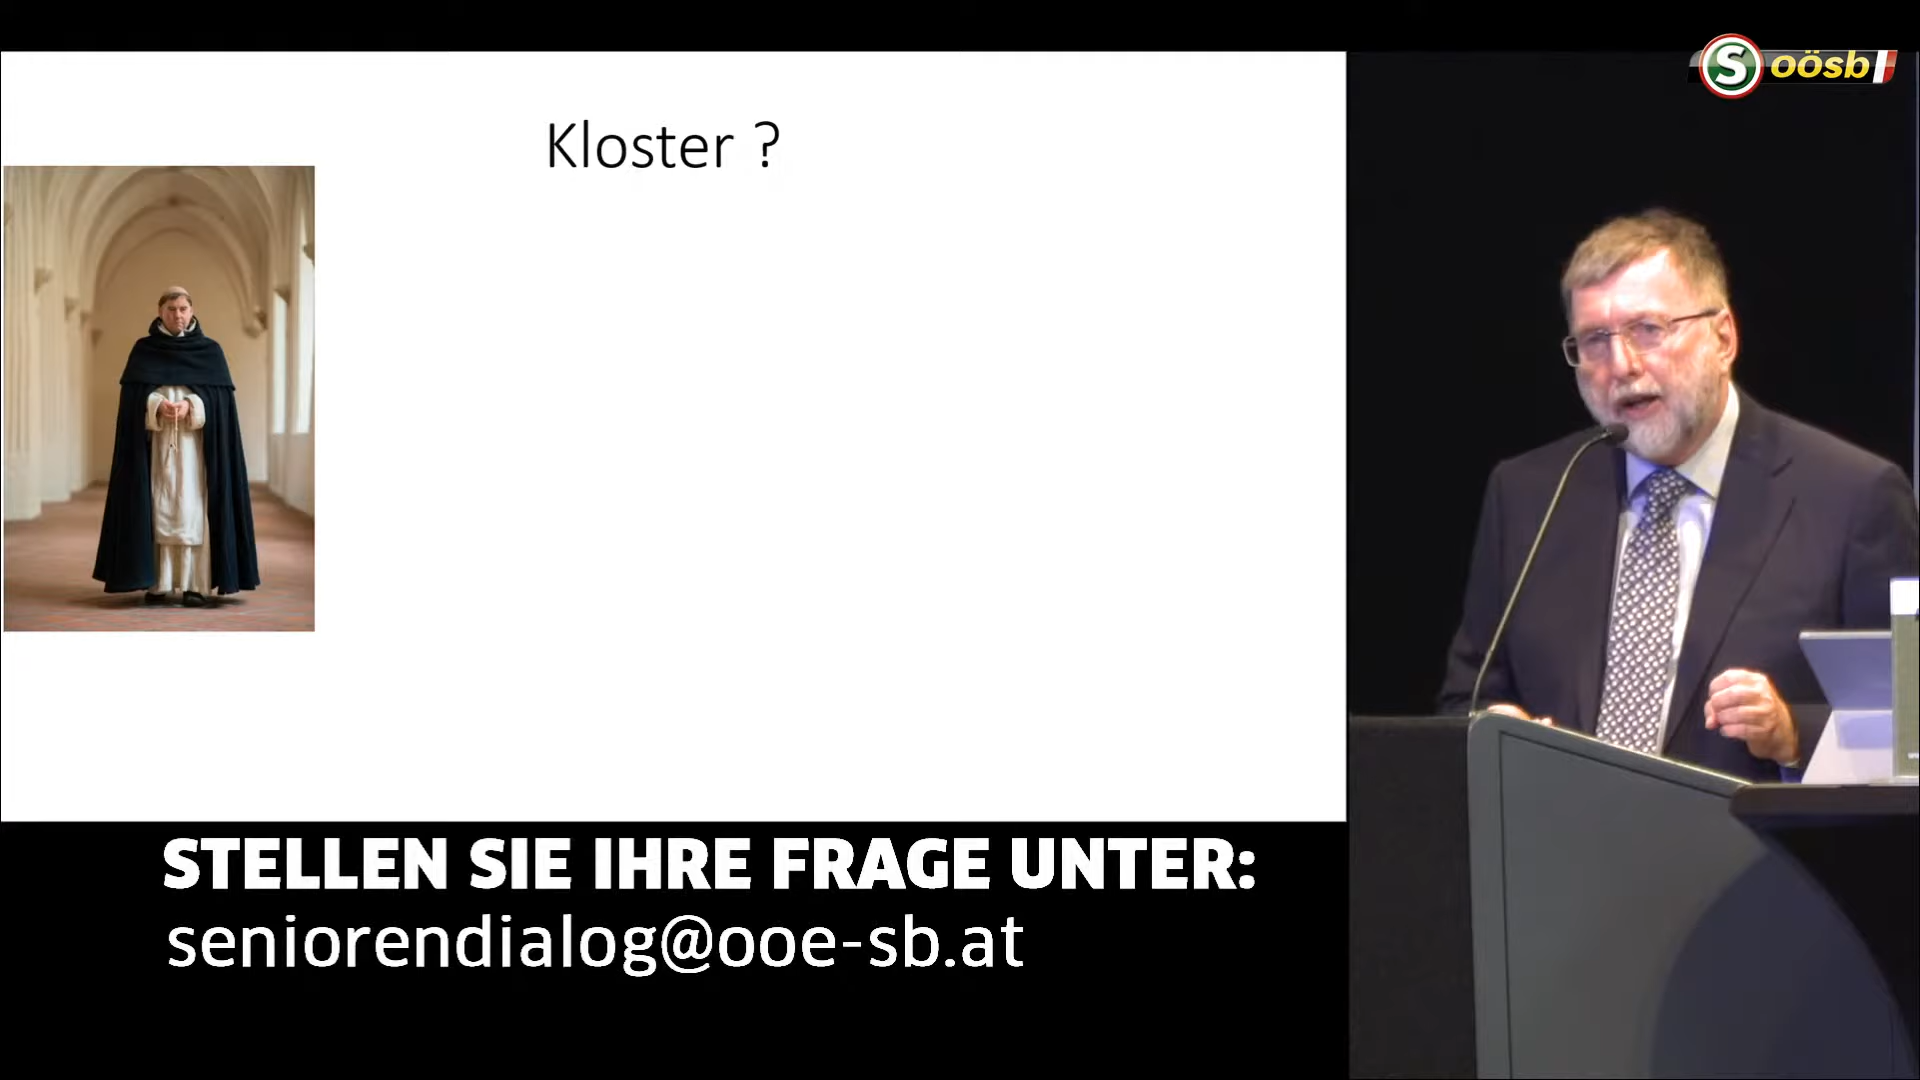 S oösb
Kloster ?
STELLEN SIE IHRE FRAGE UNTER:
seniorendialog@ooe-sb.at